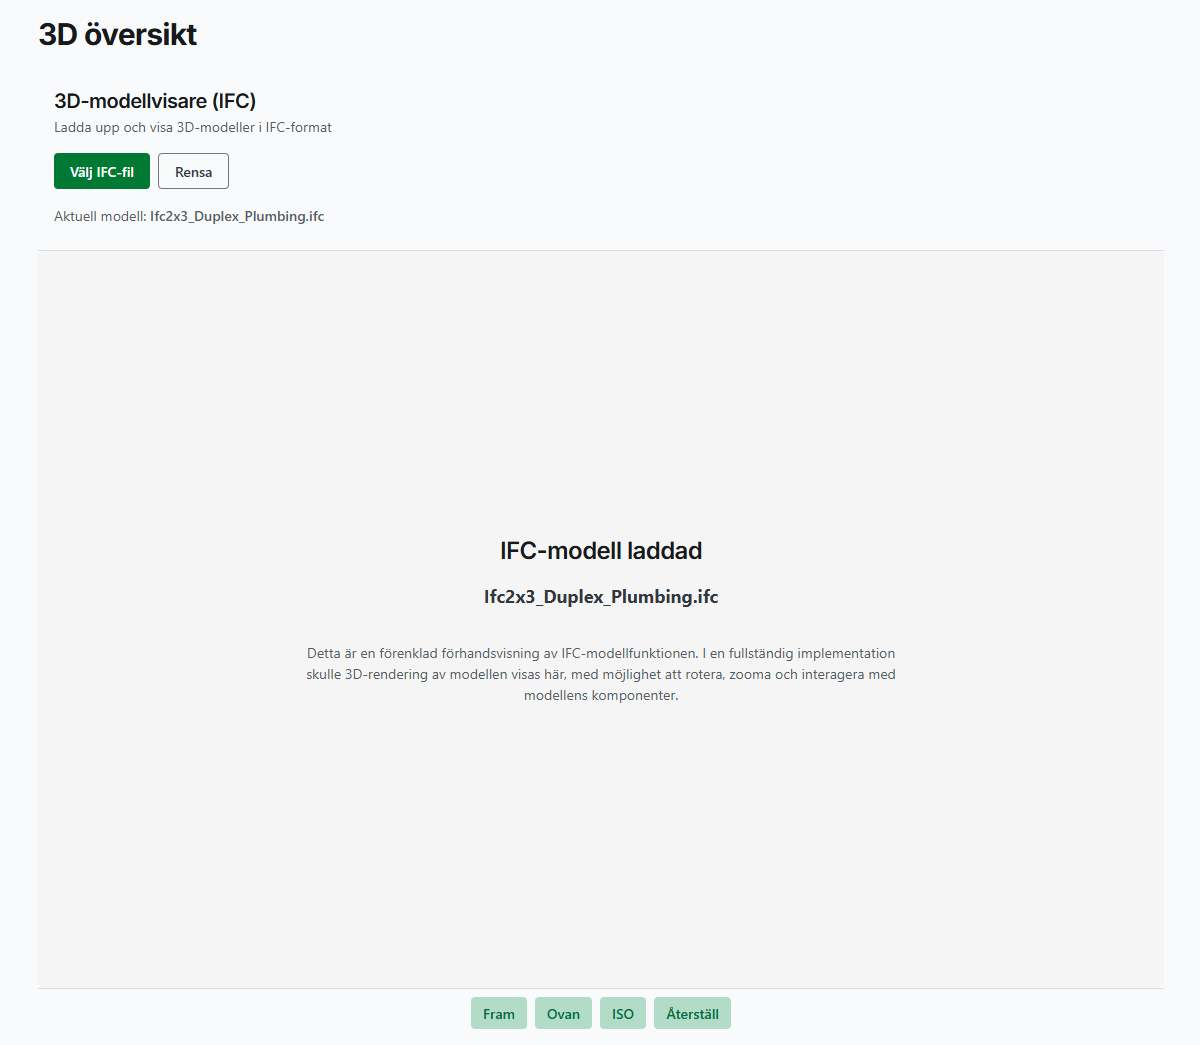 3D översikt
3D-modellvisare (IFC)
Ladda upp och visa 3D-modeller i IFC-format
Välj IFC-fil
Rensa
Aktuell modell: Ifc2x3_Duplex_Plumbing.ifc
IFC-modell laddad
Ifc2x3_Duplex_Plumbing.ifc
Detta är en förenklad förhandsvisning av IFC-modellfunktionen. I en fullständig implementation
skulle 3D-rendering av modellen visas här, med möjlighet att rotera, zooma och interagera med
modellens komponenter.
Fram
Ovan
ISO
Återställ